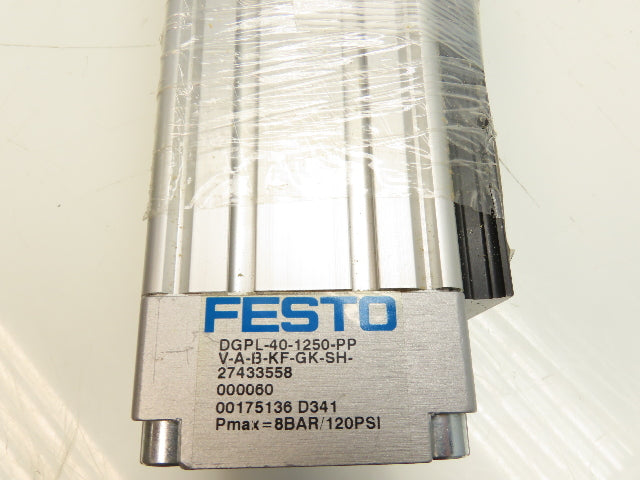 FESTO
DGPL-40-1250-PP
V-A-B-KF-GK-SH-
27433558
000060
00175136 D341
Pmax=8BAR/120PSI